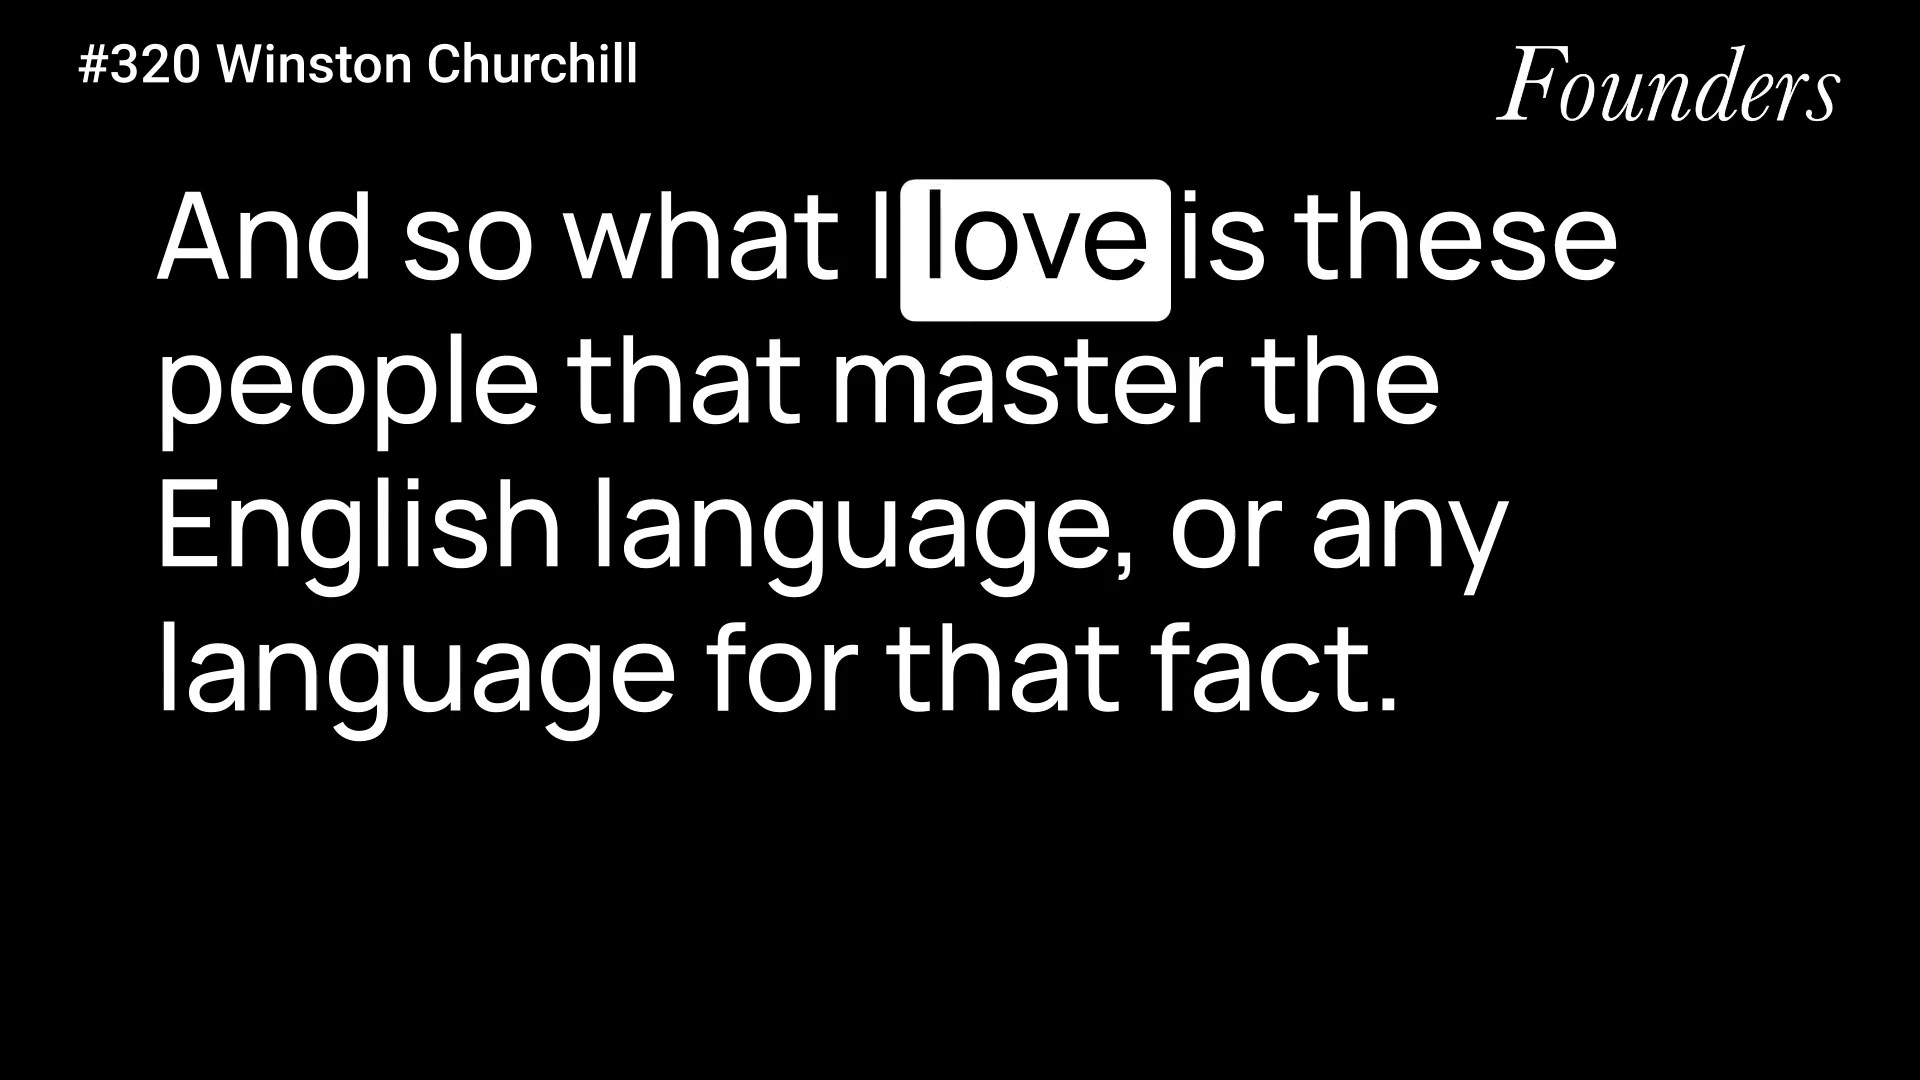 #320 Winston Churchill
Founders
And so what I love is these
people that master the
English language, or any
language for that fact.